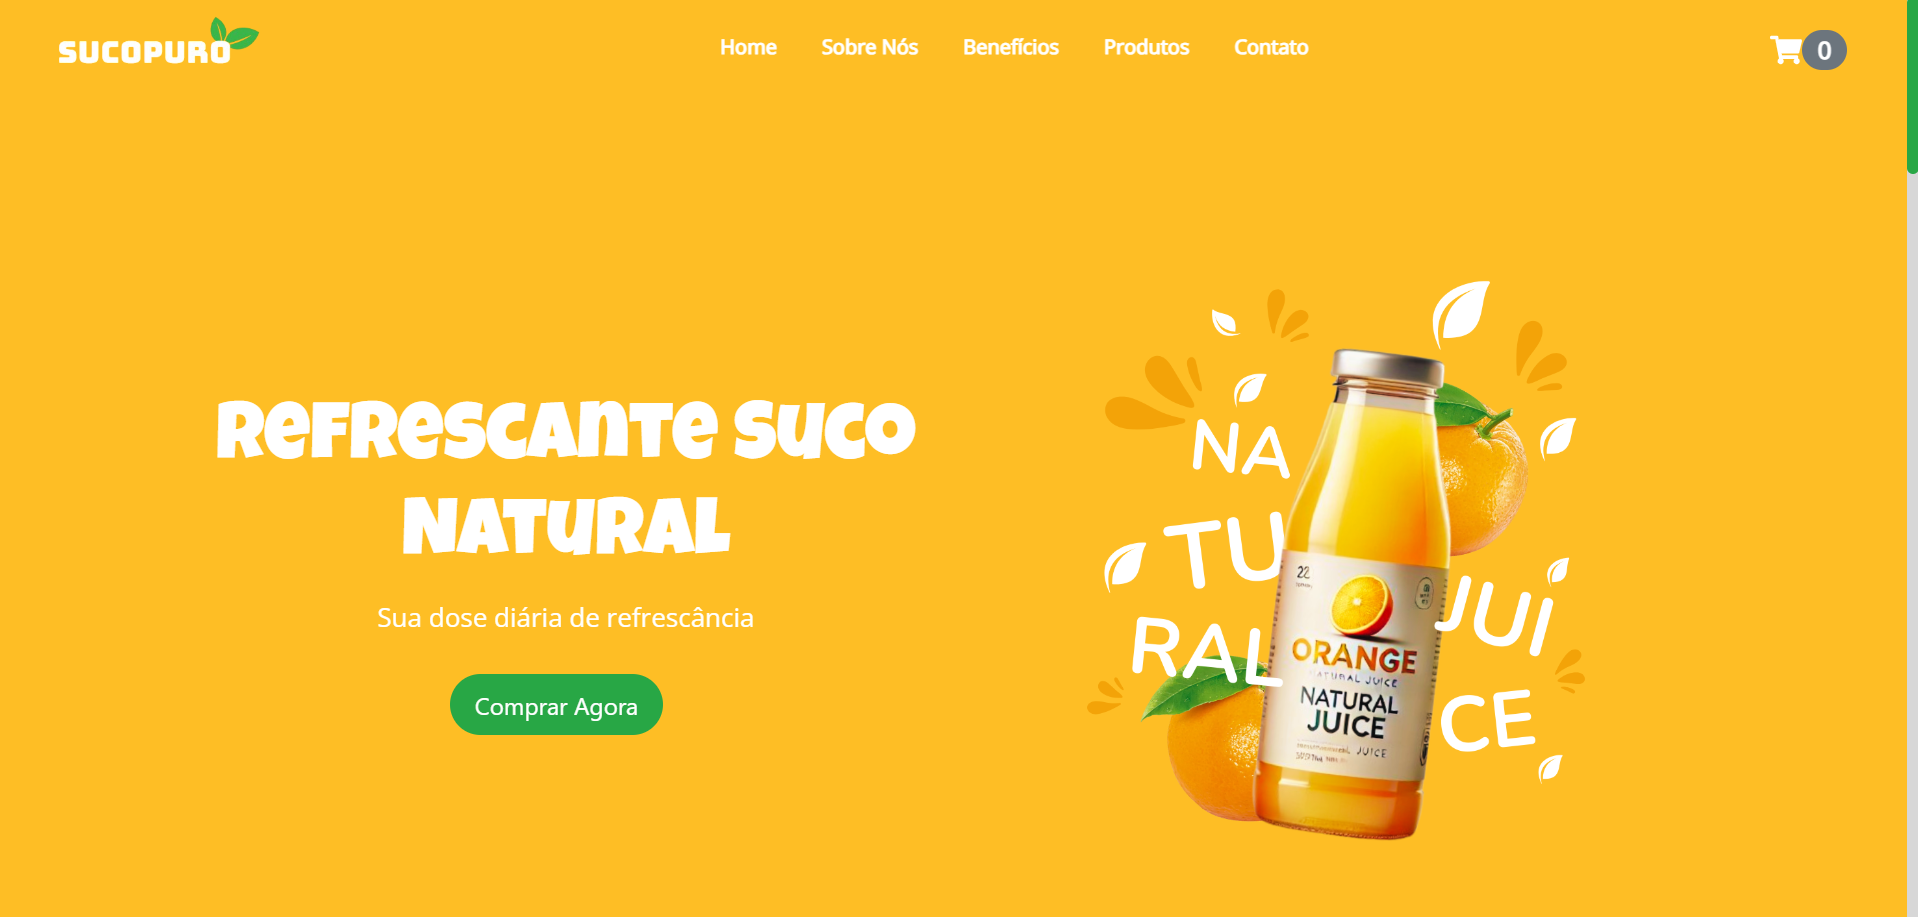 SUCOPURO
Home
Sobre Nós
Benefícios
Produtos
Contato
0
Refrescante Suco
Natural
Sua dose diária de refrescância
Comprar Agora
NA
TU
RAL
JUI
CE
22
ORANGE
NATURAL JUICE
NATURAL
JUICE
JUICE